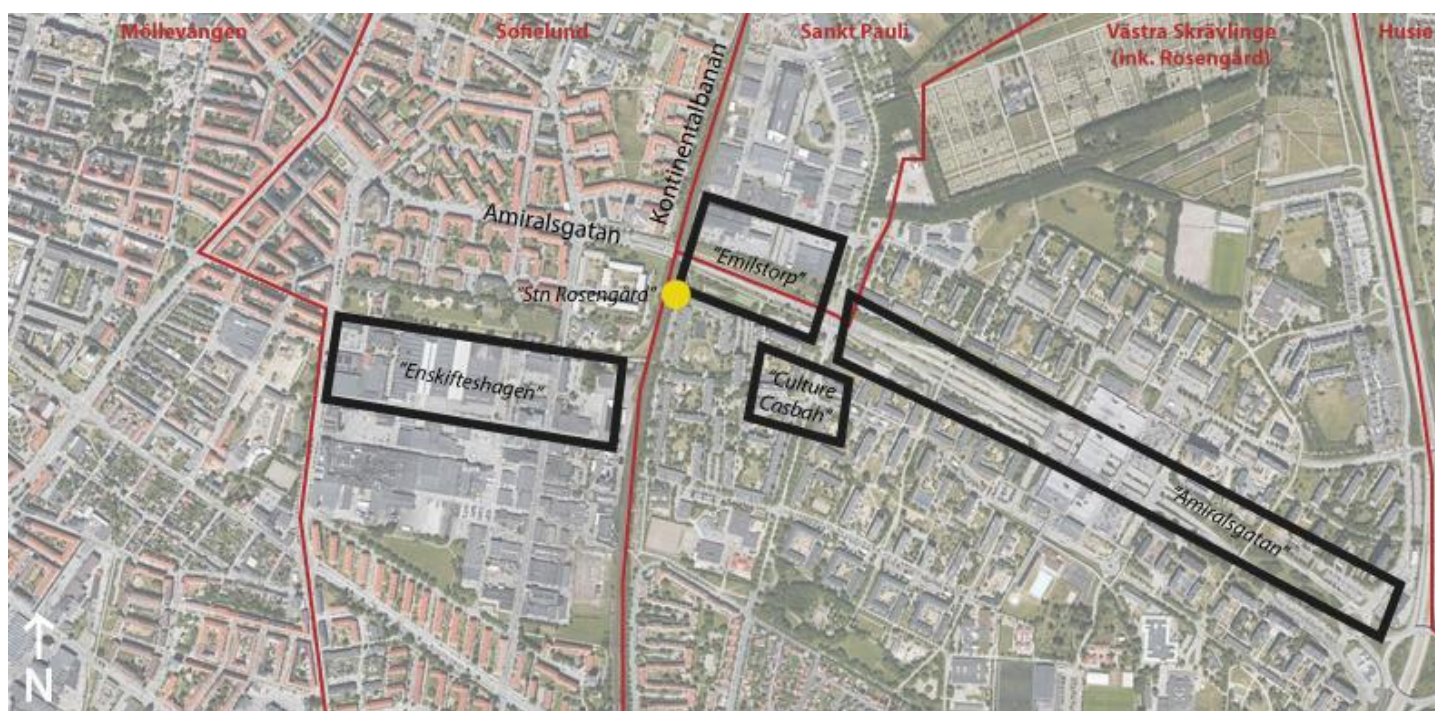 Möllevången
Sofielund
Sankt Pauli
Västra Skrävlinge
(ink. Rosengård)
Husie
Kontinentalbanan
Amiralsgatan
"Emilstorp"
"Stn Rosengård"
"Enskifteshagen"
"Culture
Casbah"
"Amiralsgatan"
N